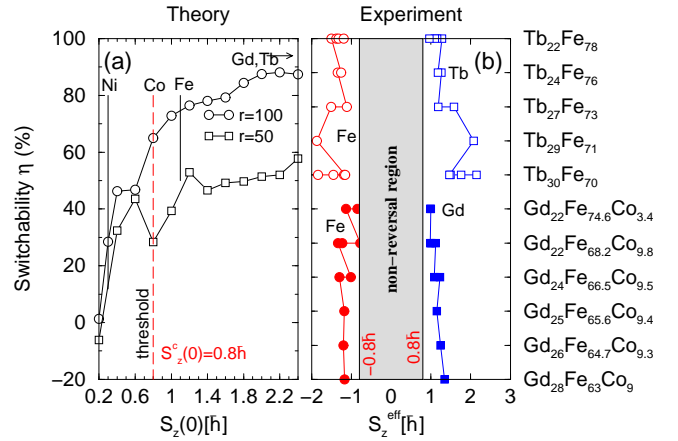 Theory
Experiment
(a)
(b)
Gd,Tb
Ni
Co
Fe
r=100
r=50
threshold
S_z^c(0)=0.8ħ
Switchability η (%)
100
80
60
40
20
0
−20
0.2
0.6
1
1.4
1.8
2.2
S_z(0)[ħ]
Tb
Fe
Gd
Fe
non−reversal region
−0.8ħ
0.8ħ
−2
−1
0
1
2
3
S_z^eff[ħ]
Tb₂₂Fe₇₈
Tb₂₄Fe₇₆
Tb₂₇Fe₇₃
Tb₂₉Fe₇₁
Tb₃₀Fe₇₀
Gd₂₂Fe₇₄.₆Co₃.₄
Gd₂₂Fe₆₈.₂Co₉.₈
Gd₂₄Fe₆₆.₅Co₉.₅
Gd₂₅Fe₆₅.₆Co₉.₄
Gd₂₆Fe₆₄.₇Co₉.₃
Gd₂₈Fe₆₃Co₉